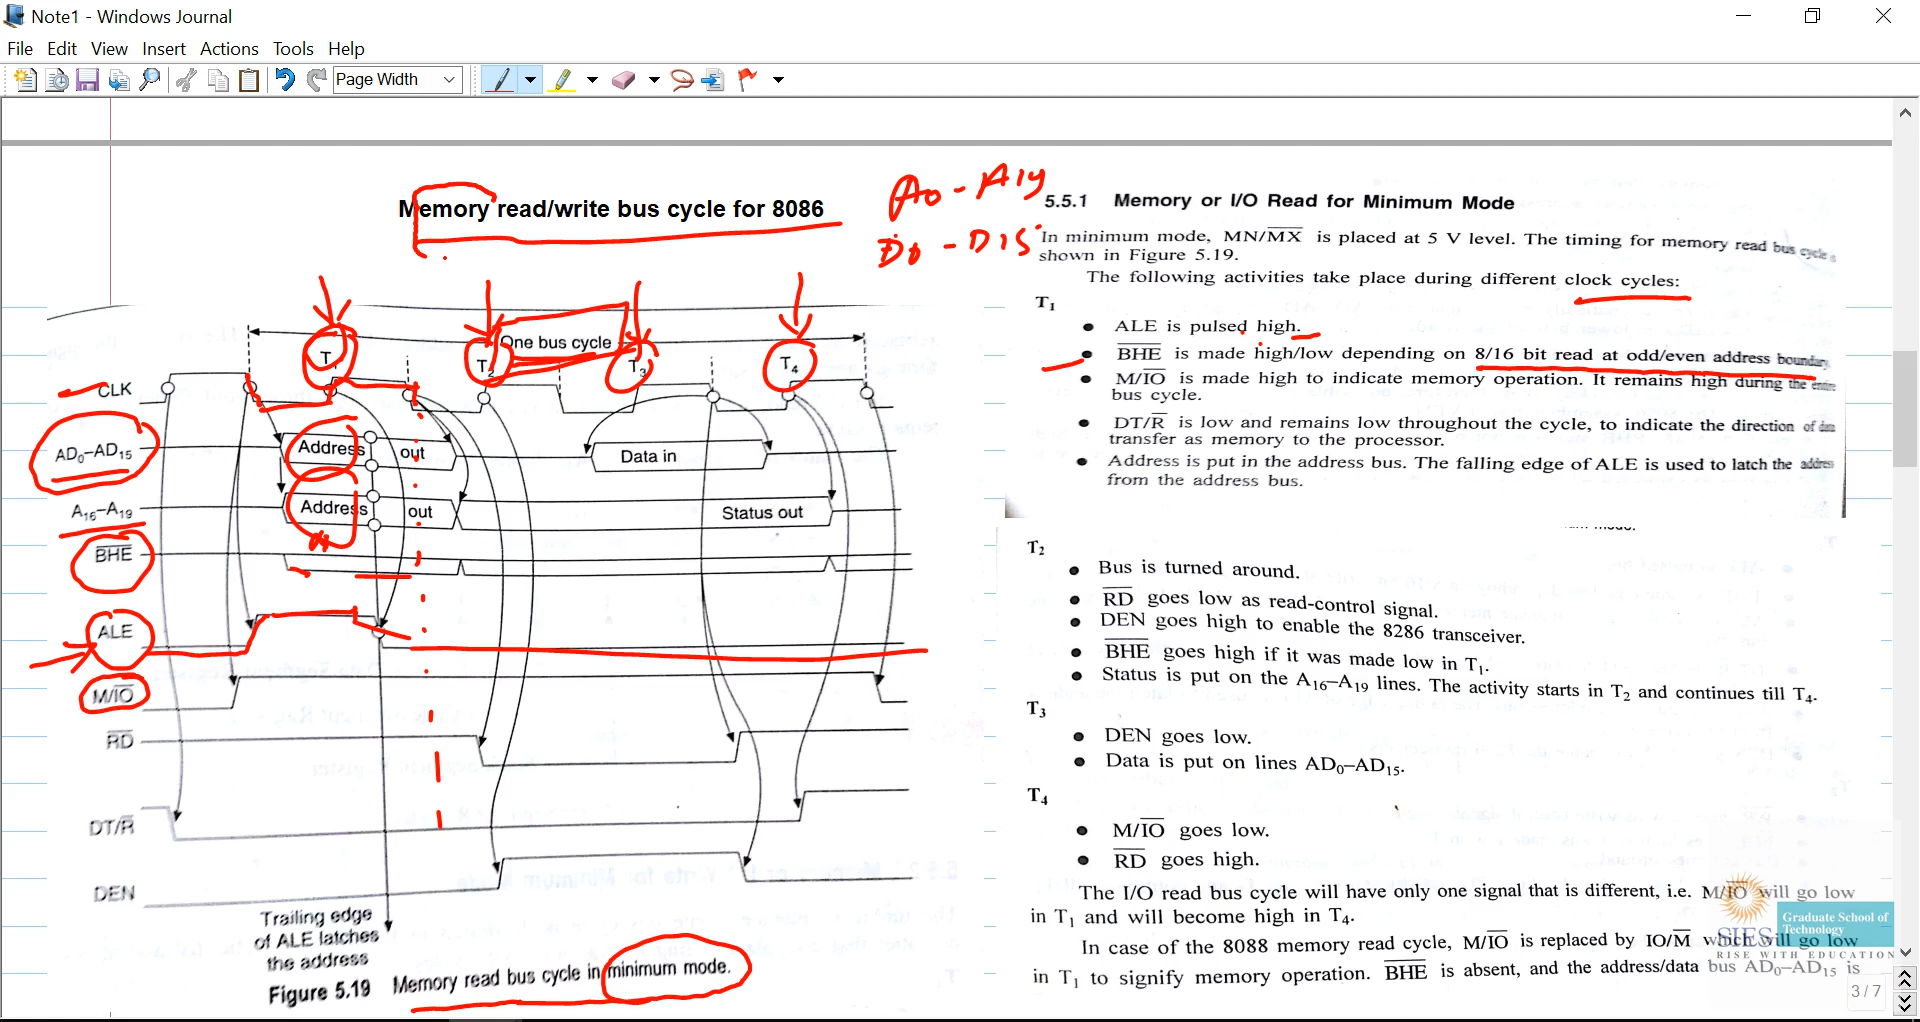 Note1 - Windows Journal
File Edit View Insert Actions Tools Help
Page Width
Memory read/write bus cycle for 8086
A0 - A19
D0 - D15
One bus cycle
T1 T2 T3 T4
CLK
AD0–AD15
Address out
Data in
A16–A19
Address out
Status out
BHE
ALE
M/IO
RD
DT/R
DEN
Trailing edge
of ALE latches
the address
Figure 5.19 Memory read bus cycle in minimum mode.
5.5.1 Memory or I/O Read for Minimum Mode
In minimum mode, MN/MX is placed at 5 V level. The timing for memory read bus cycle
shown in Figure 5.19.
The following activities take place during different clock cycles:
T1
• ALE is pulsed high.
• BHE is made high/low depending on 8/16 bit read at odd/even address boundary
• M/IO is made high to indicate memory operation. It remains high during the entire
bus cycle.
• DT/R is low and remains low throughout the cycle, to indicate the direction of data
transfer as memory to the processor.
• Address is put in the address bus. The falling edge of ALE is used to latch the address
from the address bus.
T2
• Bus is turned around.
• RD goes low as read-control signal.
• DEN goes high to enable the 8286 transceiver.
• BHE goes high if it was made low in T1.
• Status is put on the A16–A19 lines. The activity starts in T2 and continues till T4.
T3
• DEN goes low.
• Data is put on lines AD0–AD15.
T4
• M/IO goes low.
• RD goes high.
The I/O read bus cycle will have only one signal that is different, i.e. M/IO will go low
in T1 and will become high in T4.
In case of the 8088 memory read cycle, M/IO is replaced by IO/M which will go low
in T1 to signify memory operation. BHE is absent, and the address/data bus AD0–AD15 is
Graduate School of
Technology
SIES
RISE WITH EDUCATION
3 / 7